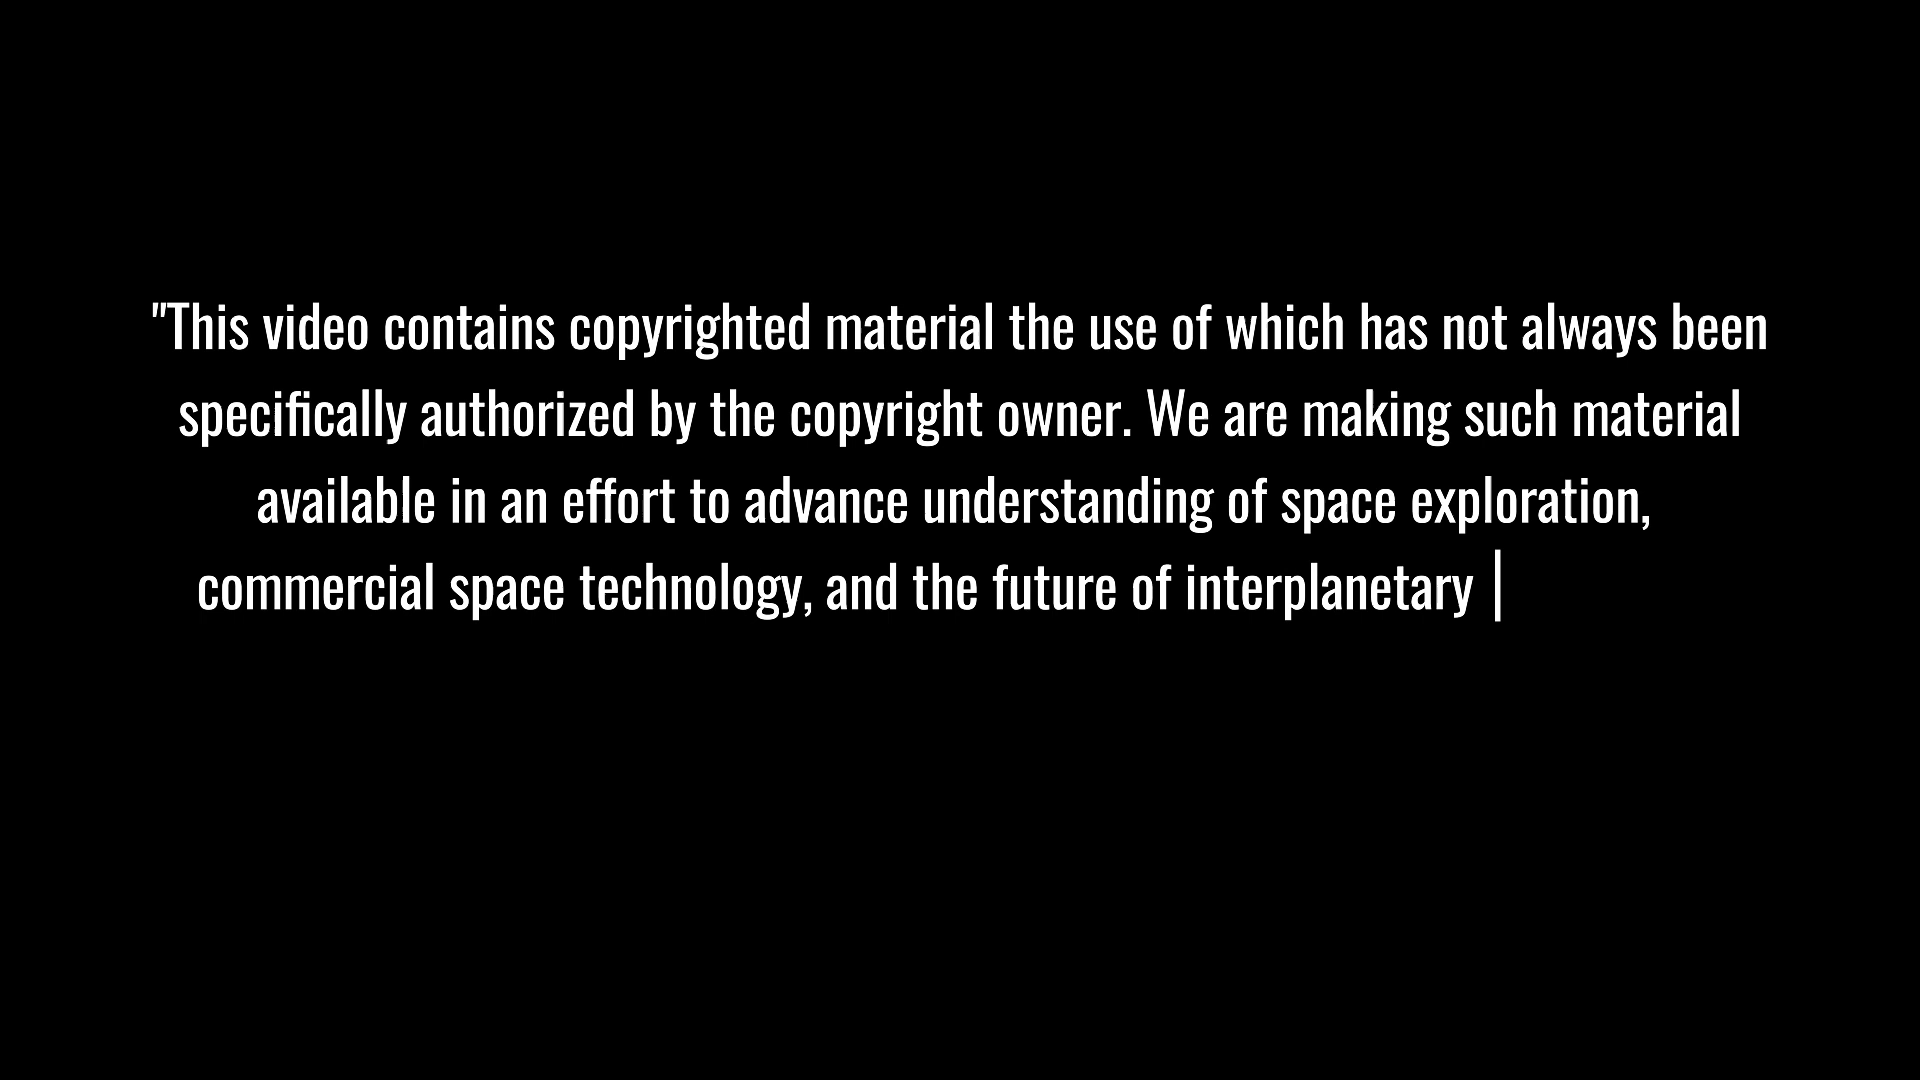 "This video contains copyrighted material the use of which has not always been
specifically authorized by the copyright owner. We are making such material
available in an effort to advance understanding of space exploration,
commercial space technology, and the future of interplanetary